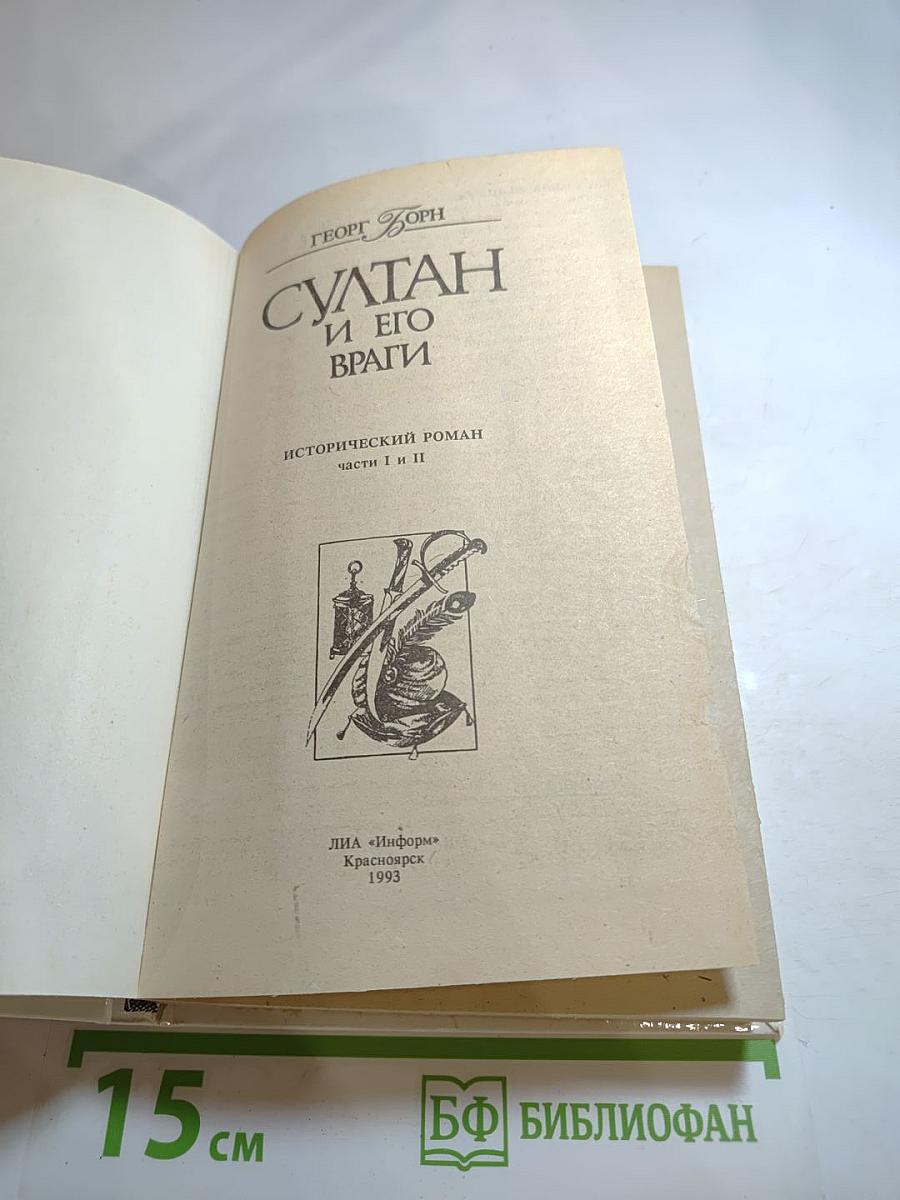 ГЕОРГ БОРН
СУЛТАН
И ЕГО
ВРАГИ
ИСТОРИЧЕСКИЙ РОМАН
части I и II
ЛИА «Информ»
Красноярск
1993
15 см
БФ БИБЛИОФАН